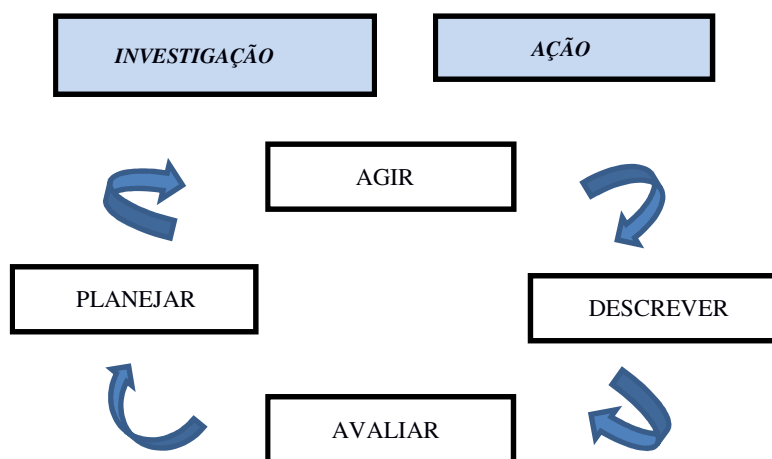 INVESTIGAÇÃO
AÇÃO
AGIR
PLANEJAR
DESCREVER
AVALIAR